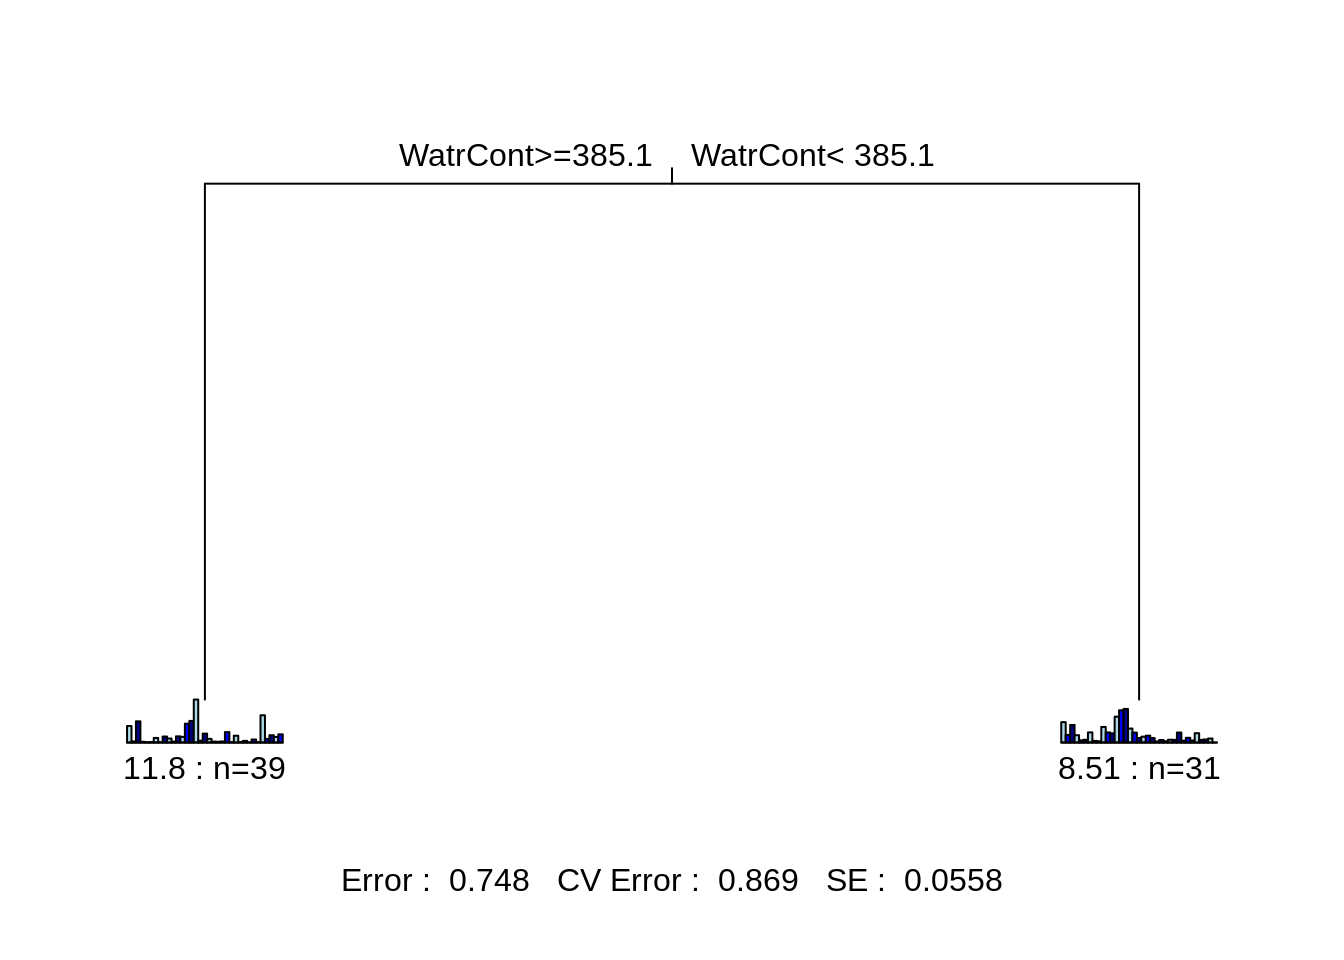 WatrCont>=385.1 WatrCont< 385.1
11.8 : n=39 8.51 : n=31
Error : 0.748 CV Error : 0.869 SE : 0.0558